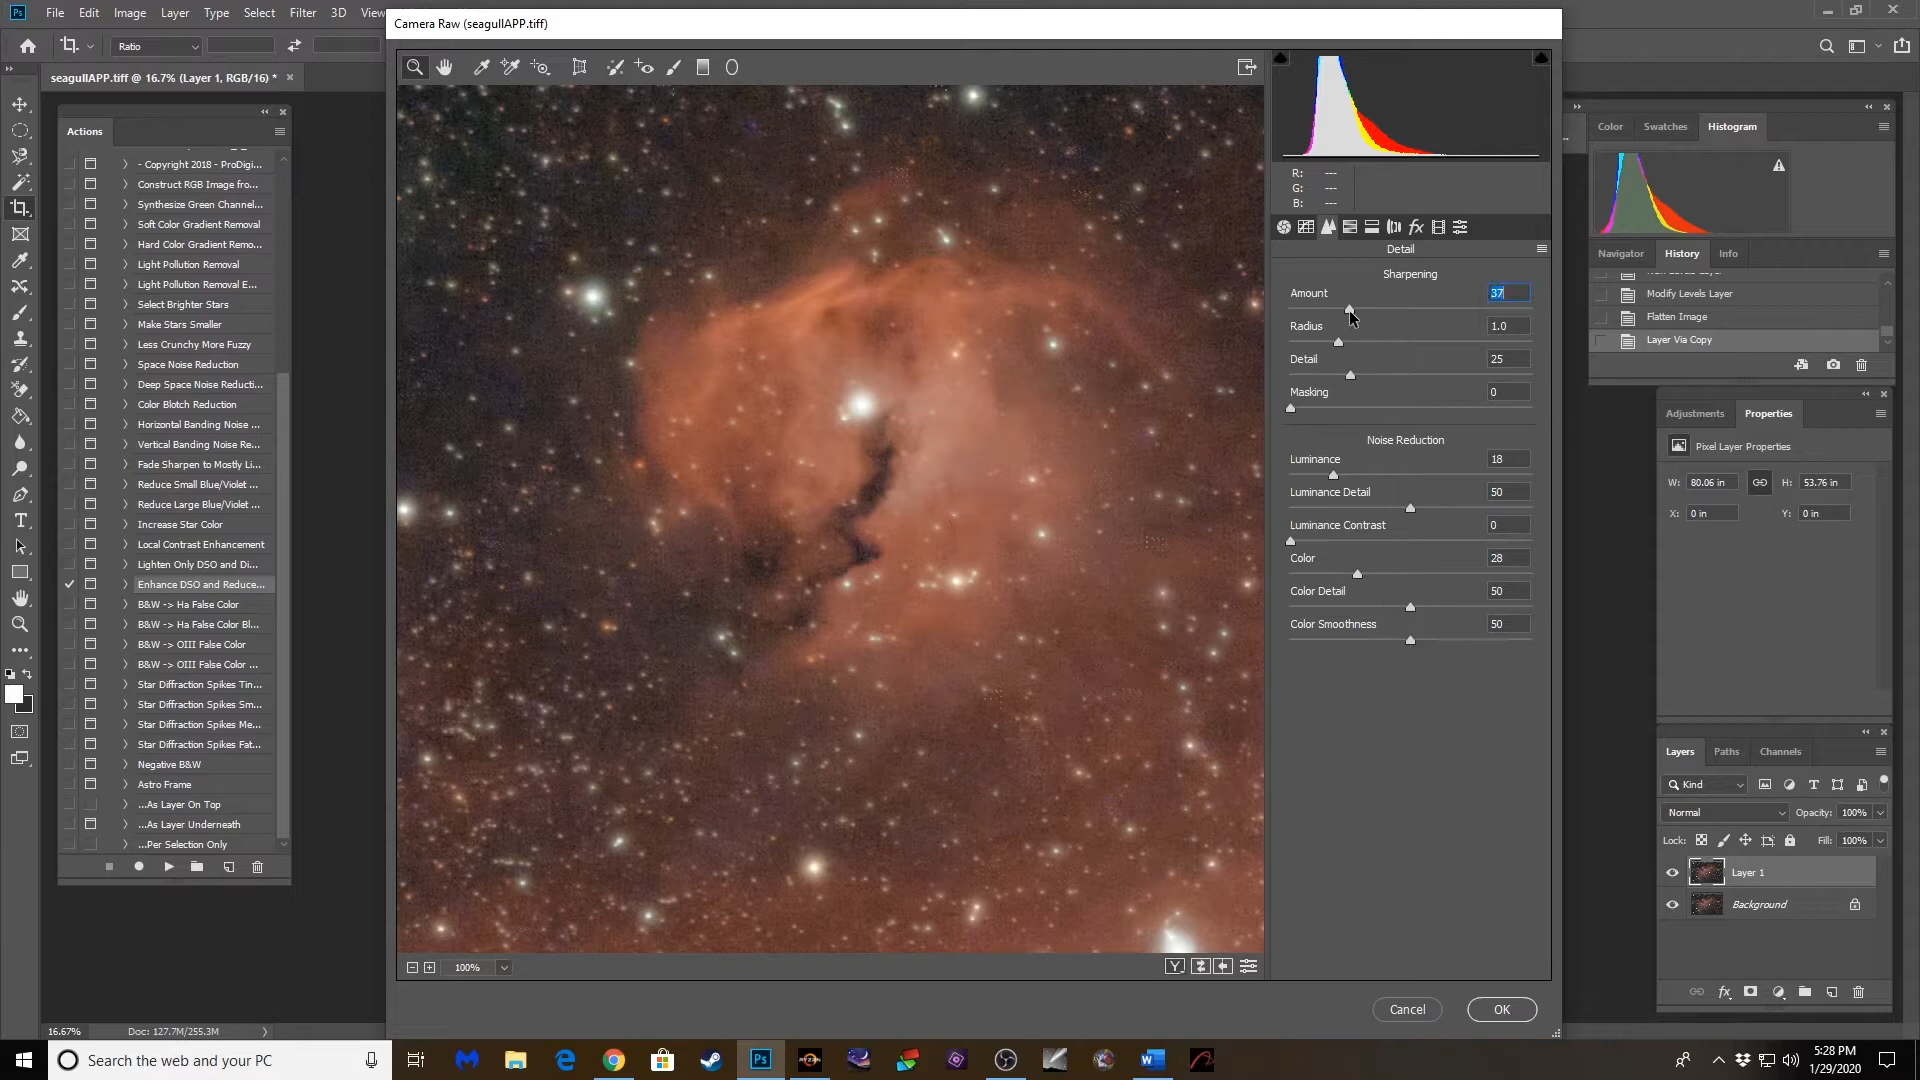 Ps File Edit Image Layer Type Select Filter 3D View
Camera Raw (seagullAPP.tiff)
Ratio
seagullAPP.tiff @ 16.7% (Layer 1, RGB/16) *
Actions
- Copyright 2018 - ProDigi...
Construct RGB Image fro...
Synthesize Green Channel...
Soft Color Gradient Removal
Hard Color Gradient Remo...
Light Pollution Removal
Light Pollution Removal E...
Select Brighter Stars
Make Stars Smaller
Less Crunchy More Fuzzy
Space Noise Reduction
Deep Space Noise Reducti...
Color Blotch Reduction
Horizontal Banding Noise ...
Vertical Banding Noise Re...
Fade Sharpen to Mostly Li...
Reduce Small Blue/Violet ...
Reduce Large Blue/Violet ...
Increase Star Color
Local Contrast Enhancement
Lighten Only DSO and Di...
Enhance DSO and Reduce...
B&W -> Ha False Color
B&W -> Ha False Color Bl...
B&W -> OIII False Color
B&W -> OIII False Color ...
Star Diffraction Spikes Tin...
Star Diffraction Spikes Sm...
Star Diffraction Spikes Me...
Star Diffraction Spikes Fat...
Negative B&W
Astro Frame
...As Layer On Top
...As Layer Underneath
...Per Selection Only
16.67% Doc: 127.7M/255.3M
100%
Y
R: ---
G: ---
B: ---
fx
Detail
Sharpening
Amount 37
Radius 1.0
Detail 25
Masking 0
Noise Reduction
Luminance 18
Luminance Detail 50
Luminance Contrast 0
Color 28
Color Detail 50
Color Smoothness 50
Cancel OK
Color Swatches Histogram
Navigator History Info
Modify Levels Layer
Flatten Image
Layer Via Copy
Adjustments Properties
Pixel Layer Properties
W: 80.06 in H: 53.76 in
X: 0 in Y: 0 in
Layers Paths Channels
Kind
Normal Opacity: 100%
Lock: Fill: 100%
Layer 1
Background
fx
Search the web and your PC
Ps
RYZEN
5:28 PM
1/29/2020